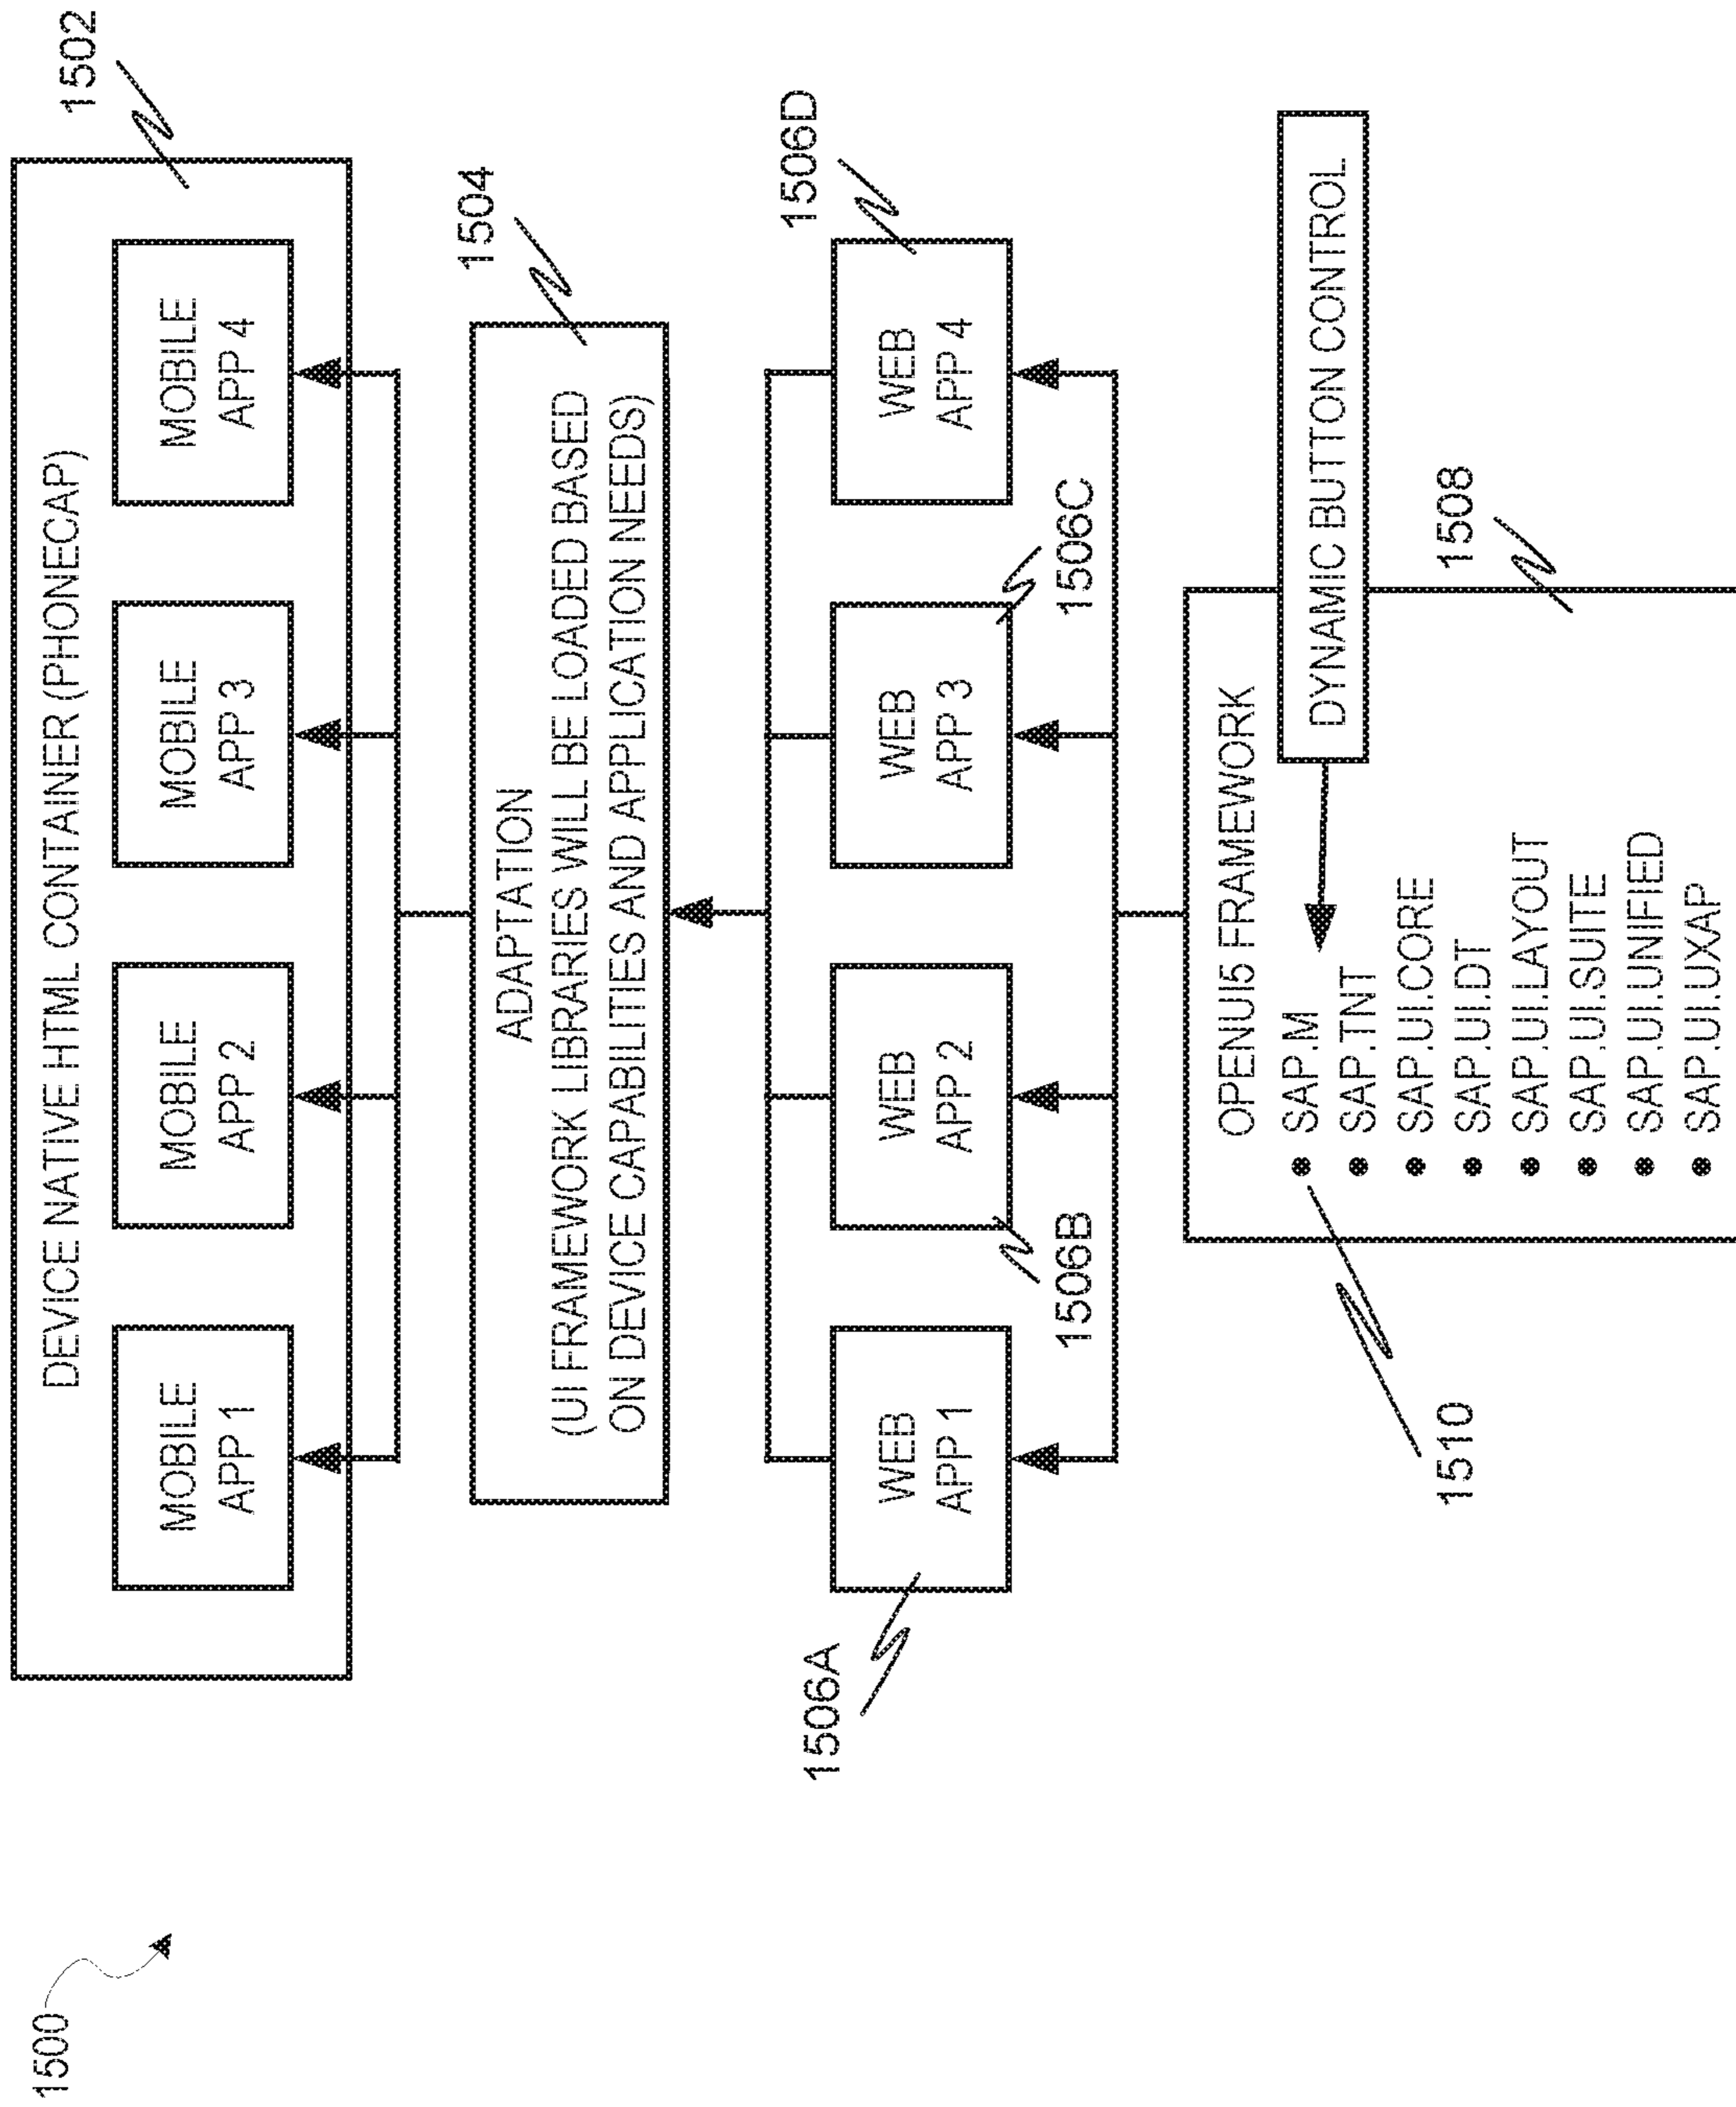 1500
1502
DEVICE NATIVE HTML CONTAINER (PHONECAP)
MOBILE
APP 1
MOBILE
APP 2
MOBILE
APP 3
MOBILE
APP 4
1504
ADAPTATION
(UI FRAMEWORK LIBRARIES WILL BE LOADED BASED
ON DEVICE CAPABILITIES AND APPLICATION NEEDS)
1506A
1506D
WEB
APP 1
WEB
APP 2
WEB
APP 3
WEB
APP 4
1506B
1506C
OPENUI5 FRAMEWORK
DYNAMIC BUTTON CONTROL
• SAP.M
• SAP.TNT
• SAP.UI.CORE
• SAP.UI.DT
• SAP.UI.LAYOUT
• SAP.UI.SUITE
• SAP.UI.UNIFIED
• SAP.UI.UXAP
1508
1510